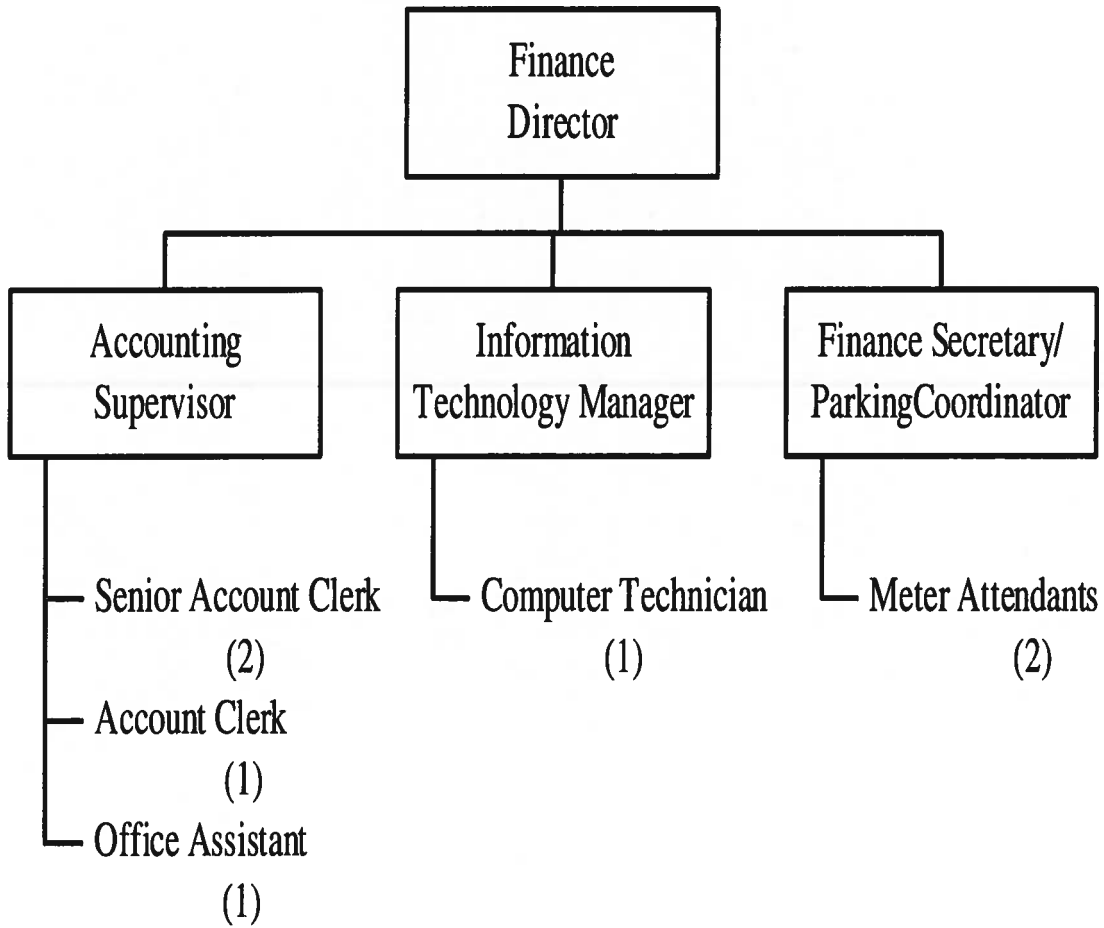 Finance
Director
Accounting
Supervisor
Information
Technology Manager
Finance Secretary/
ParkingCoordinator
Senior Account Clerk
(2)
Account Clerk
(1)
Office Assistant
(1)
Computer Technician
(1)
Meter Attendants
(2)